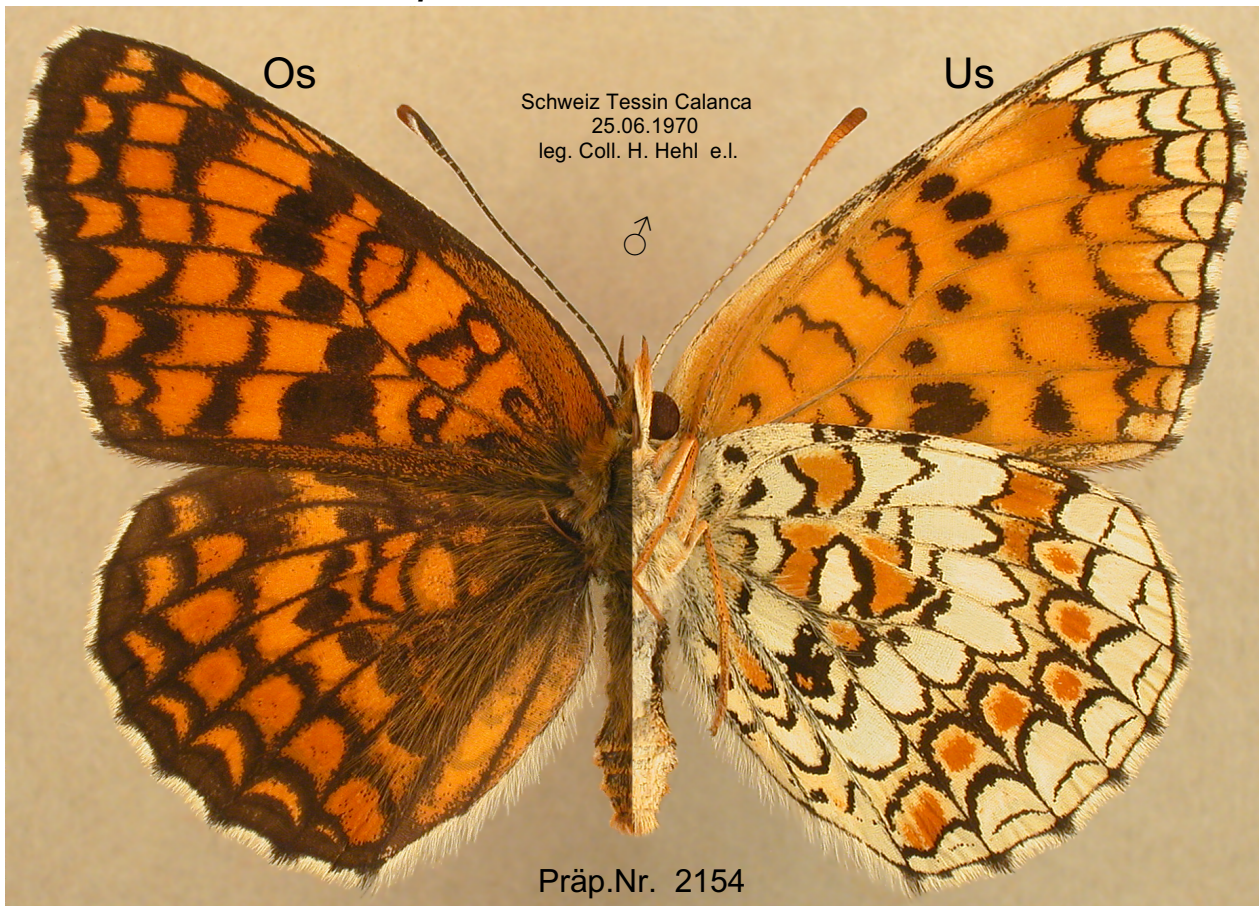 Os
Us
Schweiz Tessin Calanca
25.06.1970
leg. Coll. H. Hehl e.l.
♂
Präp.Nr. 2154